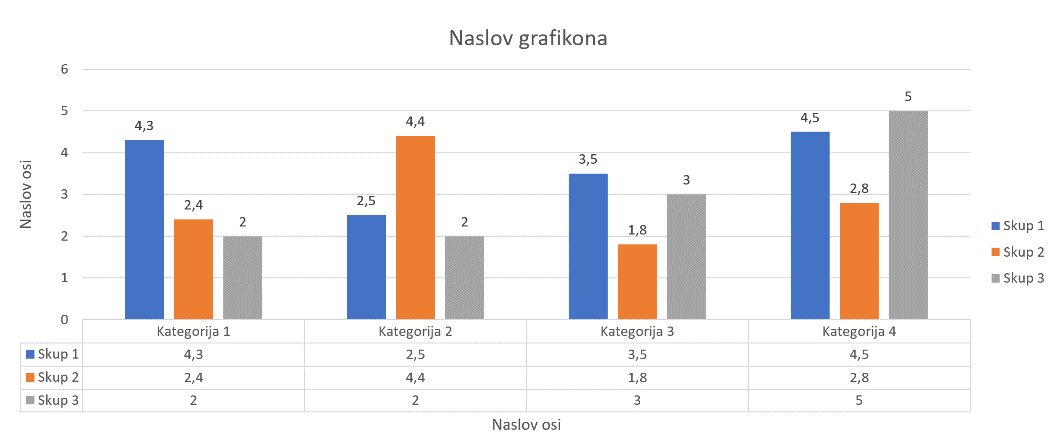 Naslov grafikona
6
5
4
3
2
1
0
Naslov osi
4,3
2,4
2
2,5
4,4
2
3,5
1,8
3
4,5
2,8
5
Skup 1
Skup 2
Skup 3
Kategorija 1 Kategorija 2 Kategorija 3 Kategorija 4
Skup 1 4,3 2,5 3,5 4,5
Skup 2 2,4 4,4 1,8 2,8
Skup 3 2 2 3 5
Naslov osi